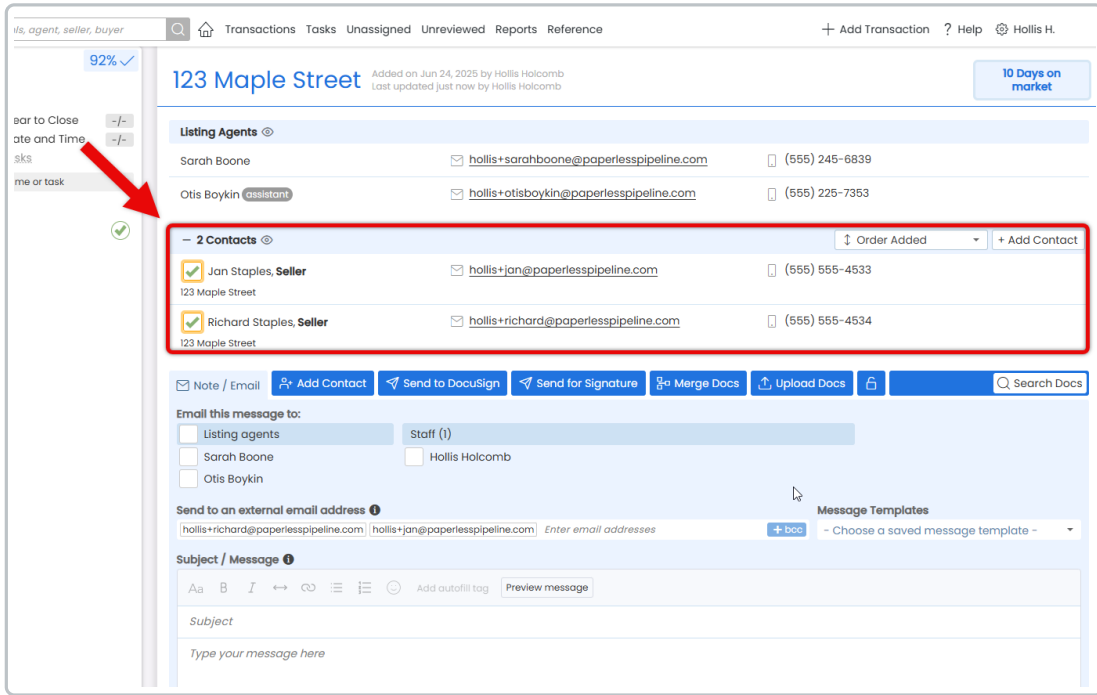 agent, seller, buyer
Transactions Tasks Unassigned Unreviewed Reports Reference + Add Transaction ? Help Hollis H.
92%
123 Maple Street
Added on Jun 24, 2025 by Hollis Holcomb
Last updated just now by Hollis Holcomb
10 Days on
market
ear to Close -/-
ate and Time -/-
sks
me or task
Listing Agents
Sarah Boone hollis+sarahboone@paperlesspipeline.com (555) 245-6839
Otis Boykin assistant hollis+otisboykin@paperlesspipeline.com (555) 225-7353
− 2 Contacts Order Added + Add Contact
Jan Staples, Seller hollis+jan@paperlesspipeline.com (555) 555-4533
123 Maple Street
Richard Staples, Seller hollis+richard@paperlesspipeline.com (555) 555-4534
123 Maple Street
Note / Email Add Contact Send to DocuSign Send for Signature Merge Docs Upload Docs Search Docs
Email this message to:
Listing agents Staff (1)
Sarah Boone Hollis Holcomb
Otis Boykin
Send to an external email address Message Templates
hollis+richard@paperlesspipeline.com hollis+jan@paperlesspipeline.com Enter email addresses + bcc - Choose a saved message template -
Subject / Message
Aa B I Add autofill tag Preview message
Subject
Type your message here